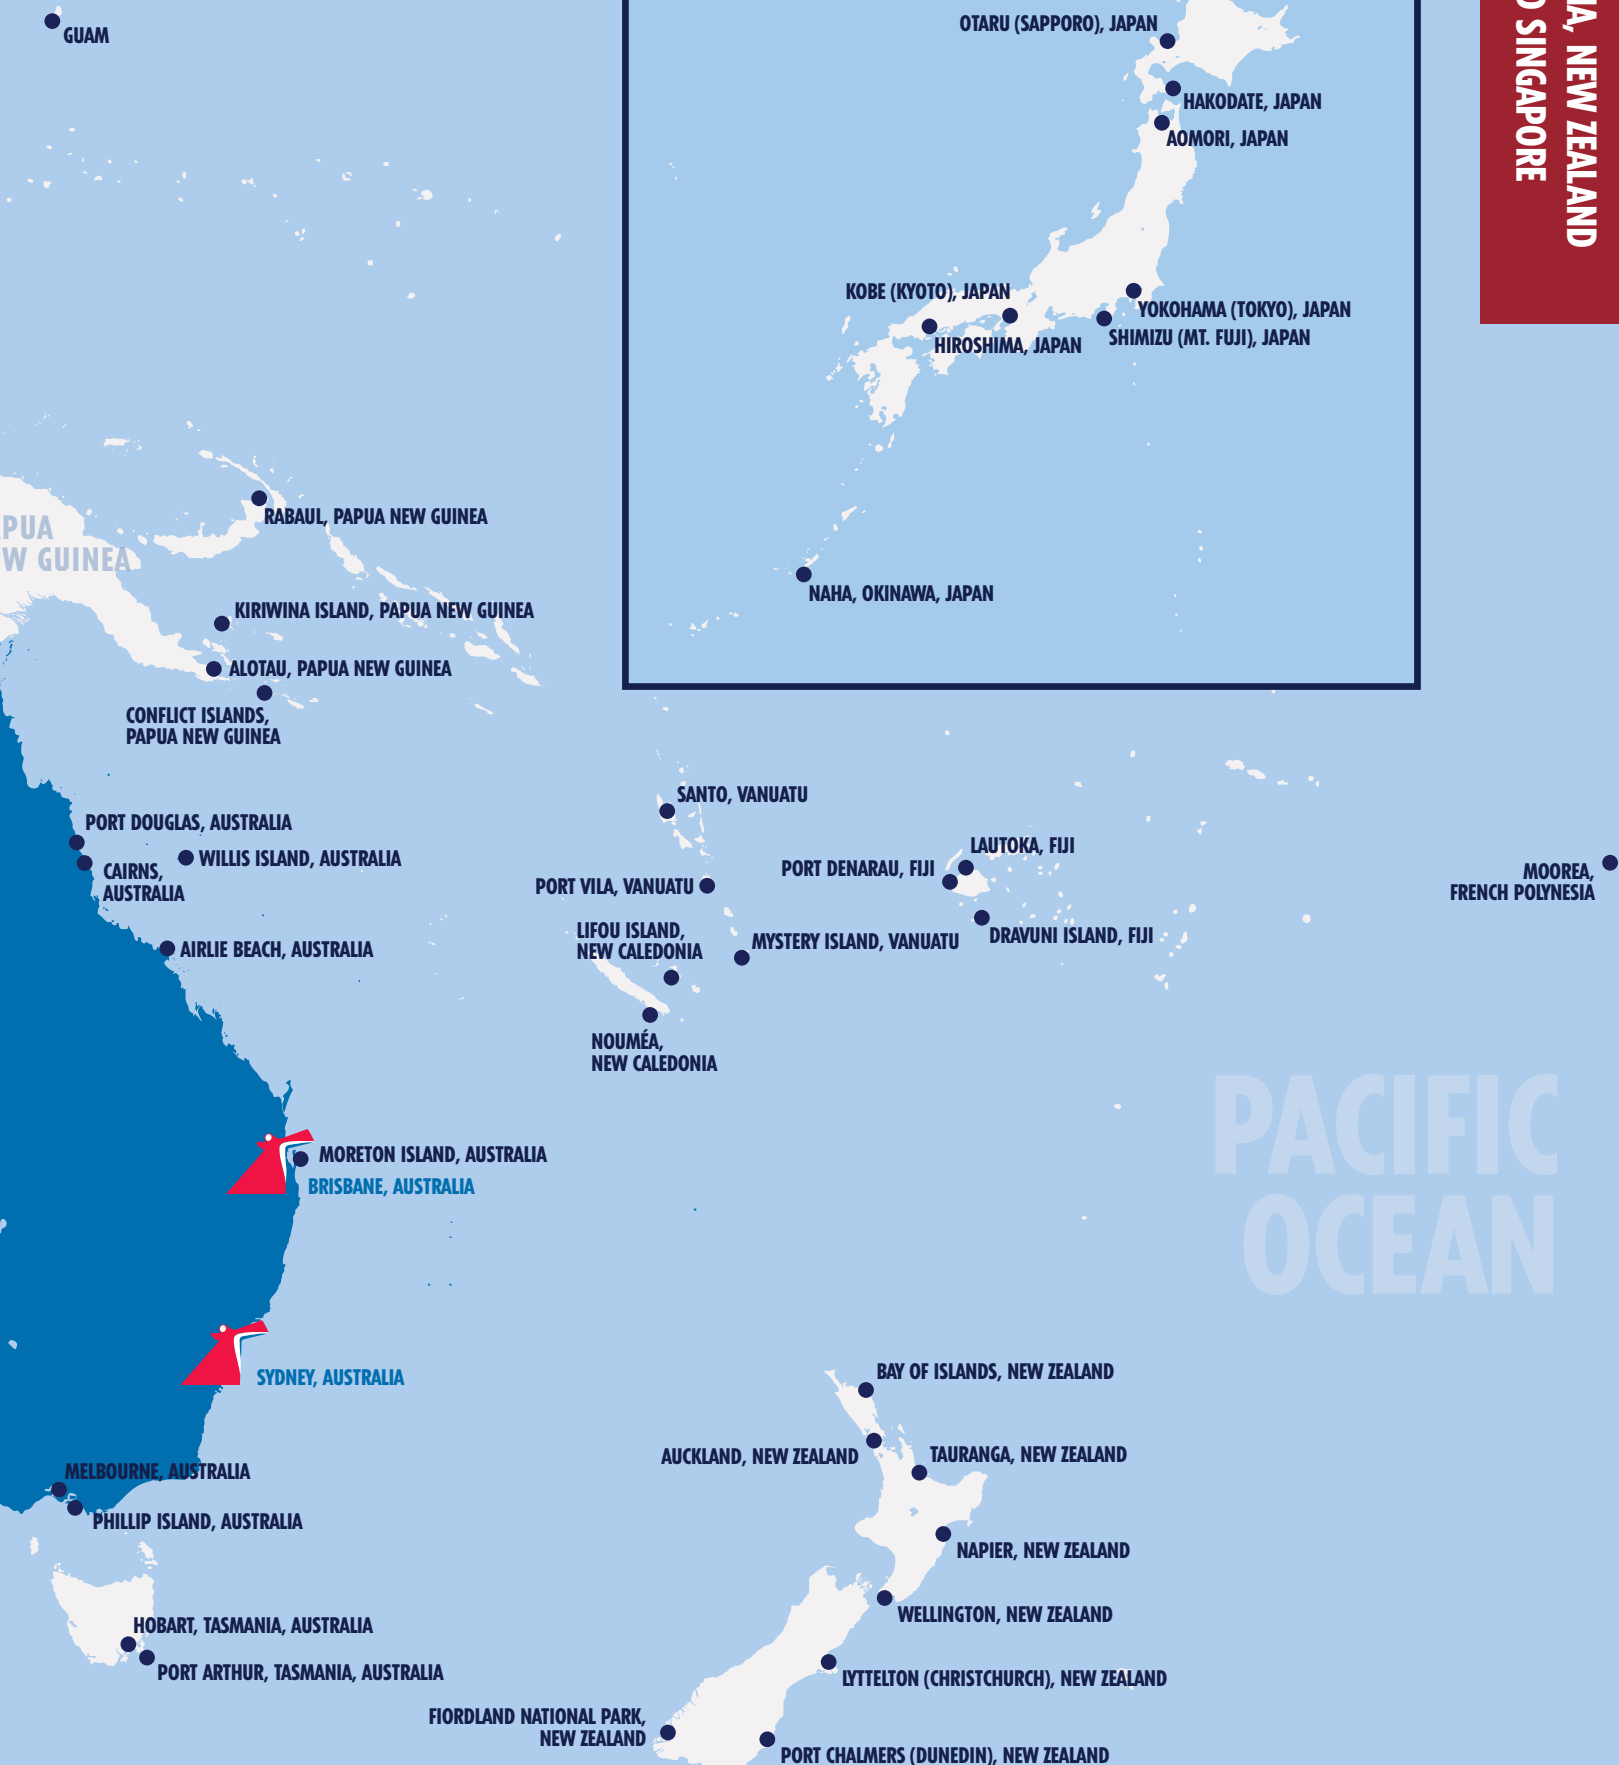 GUAM
OTARU (SAPPORO), JAPAN
HAKODATE, JAPAN
AOMORI, JAPAN
KOBE (KYOTO), JAPAN
YOKOHAMA (TOKYO), JAPAN
SHIMIZU (MT. FUJI), JAPAN
HIROSHIMA, JAPAN
NAHA, OKINAWA, JAPAN
NEW ZEALAND
SINGAPORE
RABAUL, PAPUA NEW GUINEA
PUA
W GUINEA
KIRIWINA ISLAND, PAPUA NEW GUINEA
ALOTAU, PAPUA NEW GUINEA
CONFLICT ISLANDS,
PAPUA NEW GUINEA
SANTO, VANUATU
PORT DOUGLAS, AUSTRALIA
WILLIS ISLAND, AUSTRALIA
CAIRNS,
AUSTRALIA
LAUTOKA, FIJI
PORT DENARAU, FIJI
MOOREA,
FRENCH POLYNESIA
PORT VILA, VANUATU
LIFOU ISLAND,
NEW CALEDONIA
MYSTERY ISLAND, VANUATU
DRAVUNI ISLAND, FIJI
AIRLIE BEACH, AUSTRALIA
NOUMÉA,
NEW CALEDONIA
PACIFIC
OCEAN
MORETON ISLAND, AUSTRALIA
BRISBANE, AUSTRALIA
SYDNEY, AUSTRALIA
BAY OF ISLANDS, NEW ZEALAND
AUCKLAND, NEW ZEALAND
TAURANGA, NEW ZEALAND
MELBOURNE, AUSTRALIA
PHILLIP ISLAND, AUSTRALIA
NAPIER, NEW ZEALAND
WELLINGTON, NEW ZEALAND
HOBART, TASMANIA, AUSTRALIA
PORT ARTHUR, TASMANIA, AUSTRALIA
LYTTELTON (CHRISTCHURCH), NEW ZEALAND
FIORDLAND NATIONAL PARK,
NEW ZEALAND
PORT CHALMERS (DUNEDIN), NEW ZEALAND